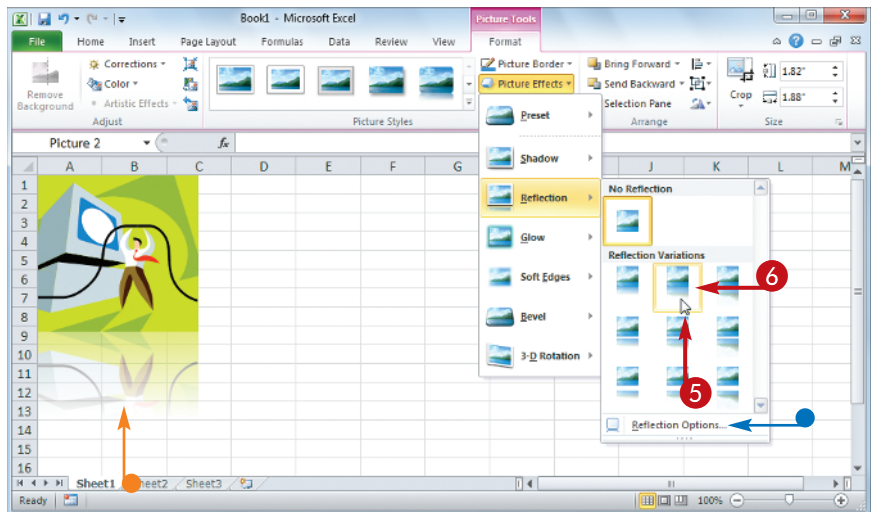 Book1 - Microsoft Excel
Picture Tools
File Home Insert Page Layout Formulas Data Review View Format
Remove Background
Corrections
Color
Artistic Effects
Adjust
Picture Styles
Picture Border
Picture Effects
Bring Forward
Send Backward
Selection Pane
Arrange
Crop
1.82"
1.88"
Size
Picture 2
fx
A B C D E F G J K L M
1
2
3
4
5
6
7
8
9
10
11
12
13
14
15
16
Preset
Shadow
Reflection
Glow
Soft Edges
Bevel
3-D Rotation
No Reflection
Reflection Variations
6
5
Reflection Options...
Sheet1 Sheet2 Sheet3
Ready
100%